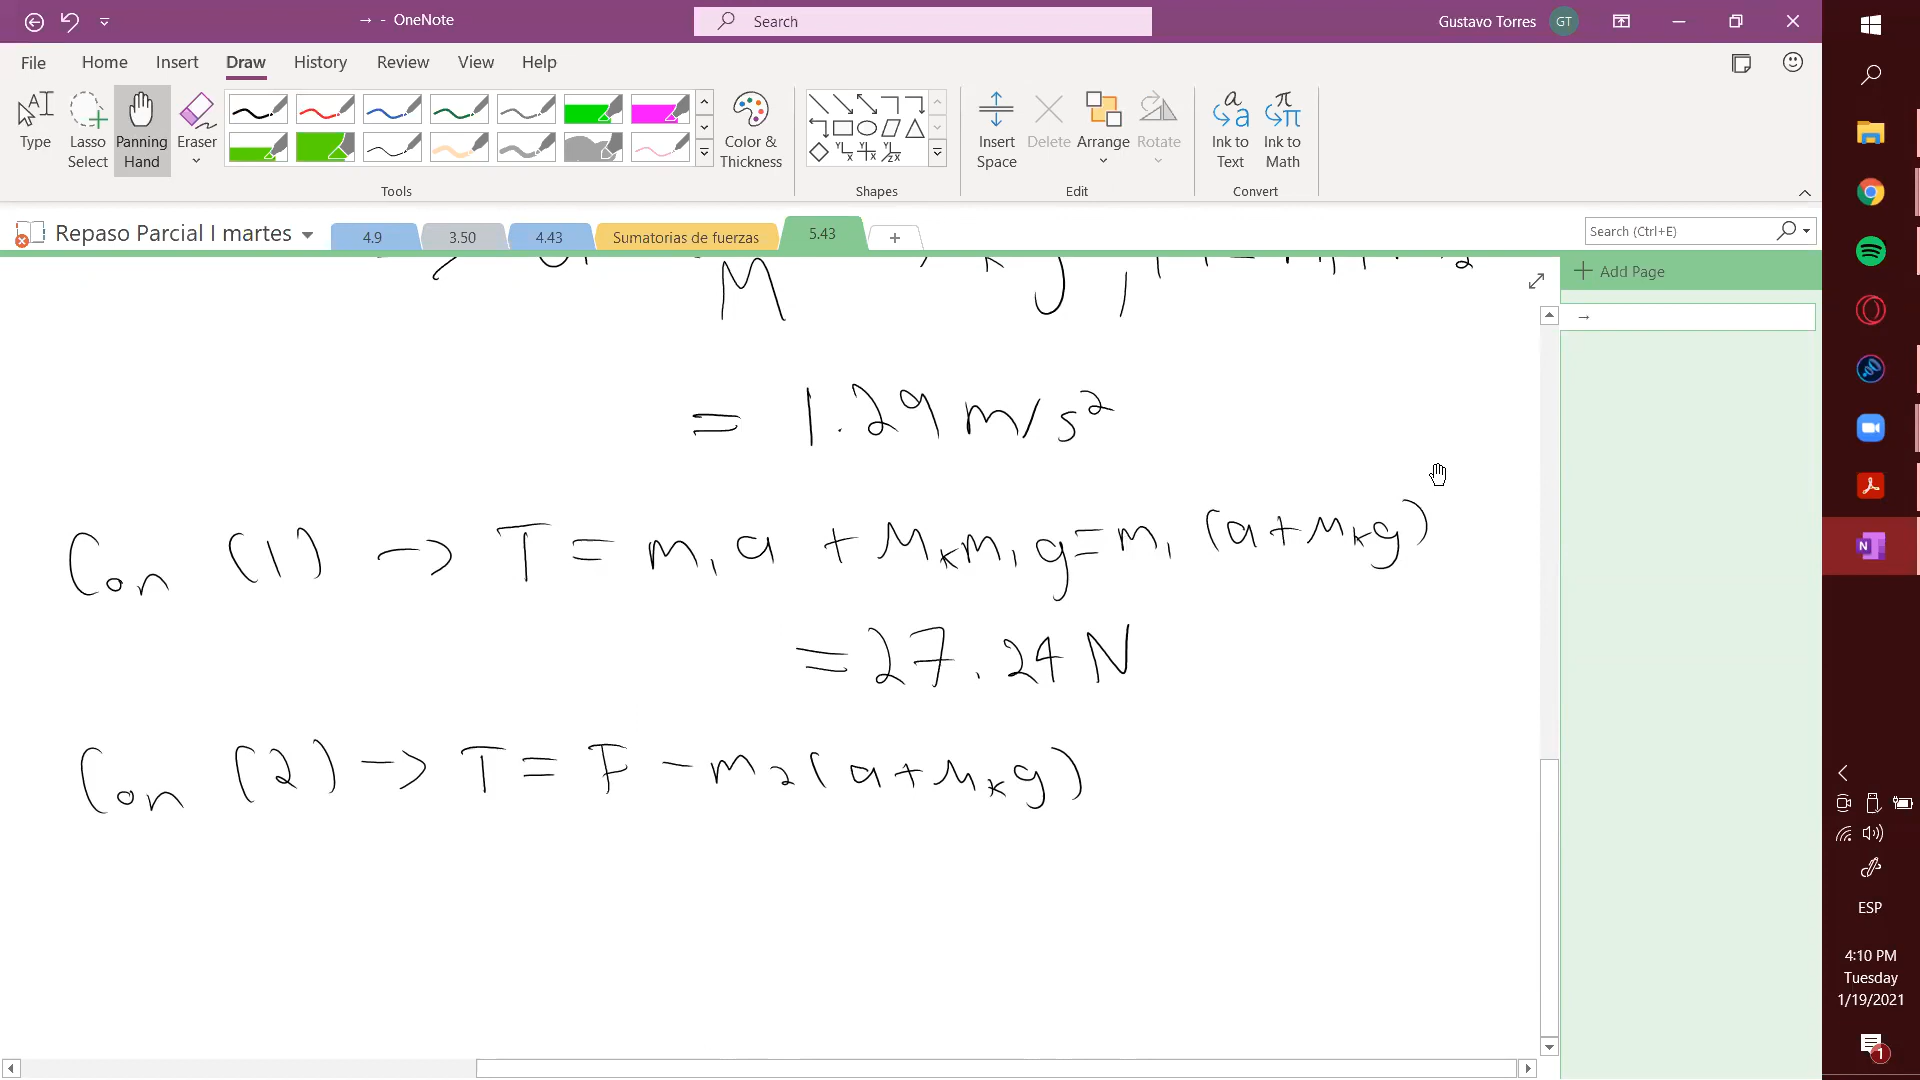 → - OneNote
Search
Gustavo Torres GT
File Home Insert Draw History Review View Help
Type
Lasso Select
Panning Hand
Eraser
Color & Thickness
Insert Space
Delete
Arrange
Rotate
Ink to Text
Ink to Math
Tools
Shapes
Edit
Convert
Repaso Parcial I martes
4.9
3.50
4.43
Sumatorias de fuerzas
5.43
Search (Ctrl+E)
Add Page
→
M
= 1.29 m/s²
Con (1) → T = m₁a + μₖm₁g = m₁(a+μₖg)
= 27.24 N
Con (2) → T = F - m₂(a+μₖg)
ESP
4:10 PM
Tuesday
1/19/2021
1